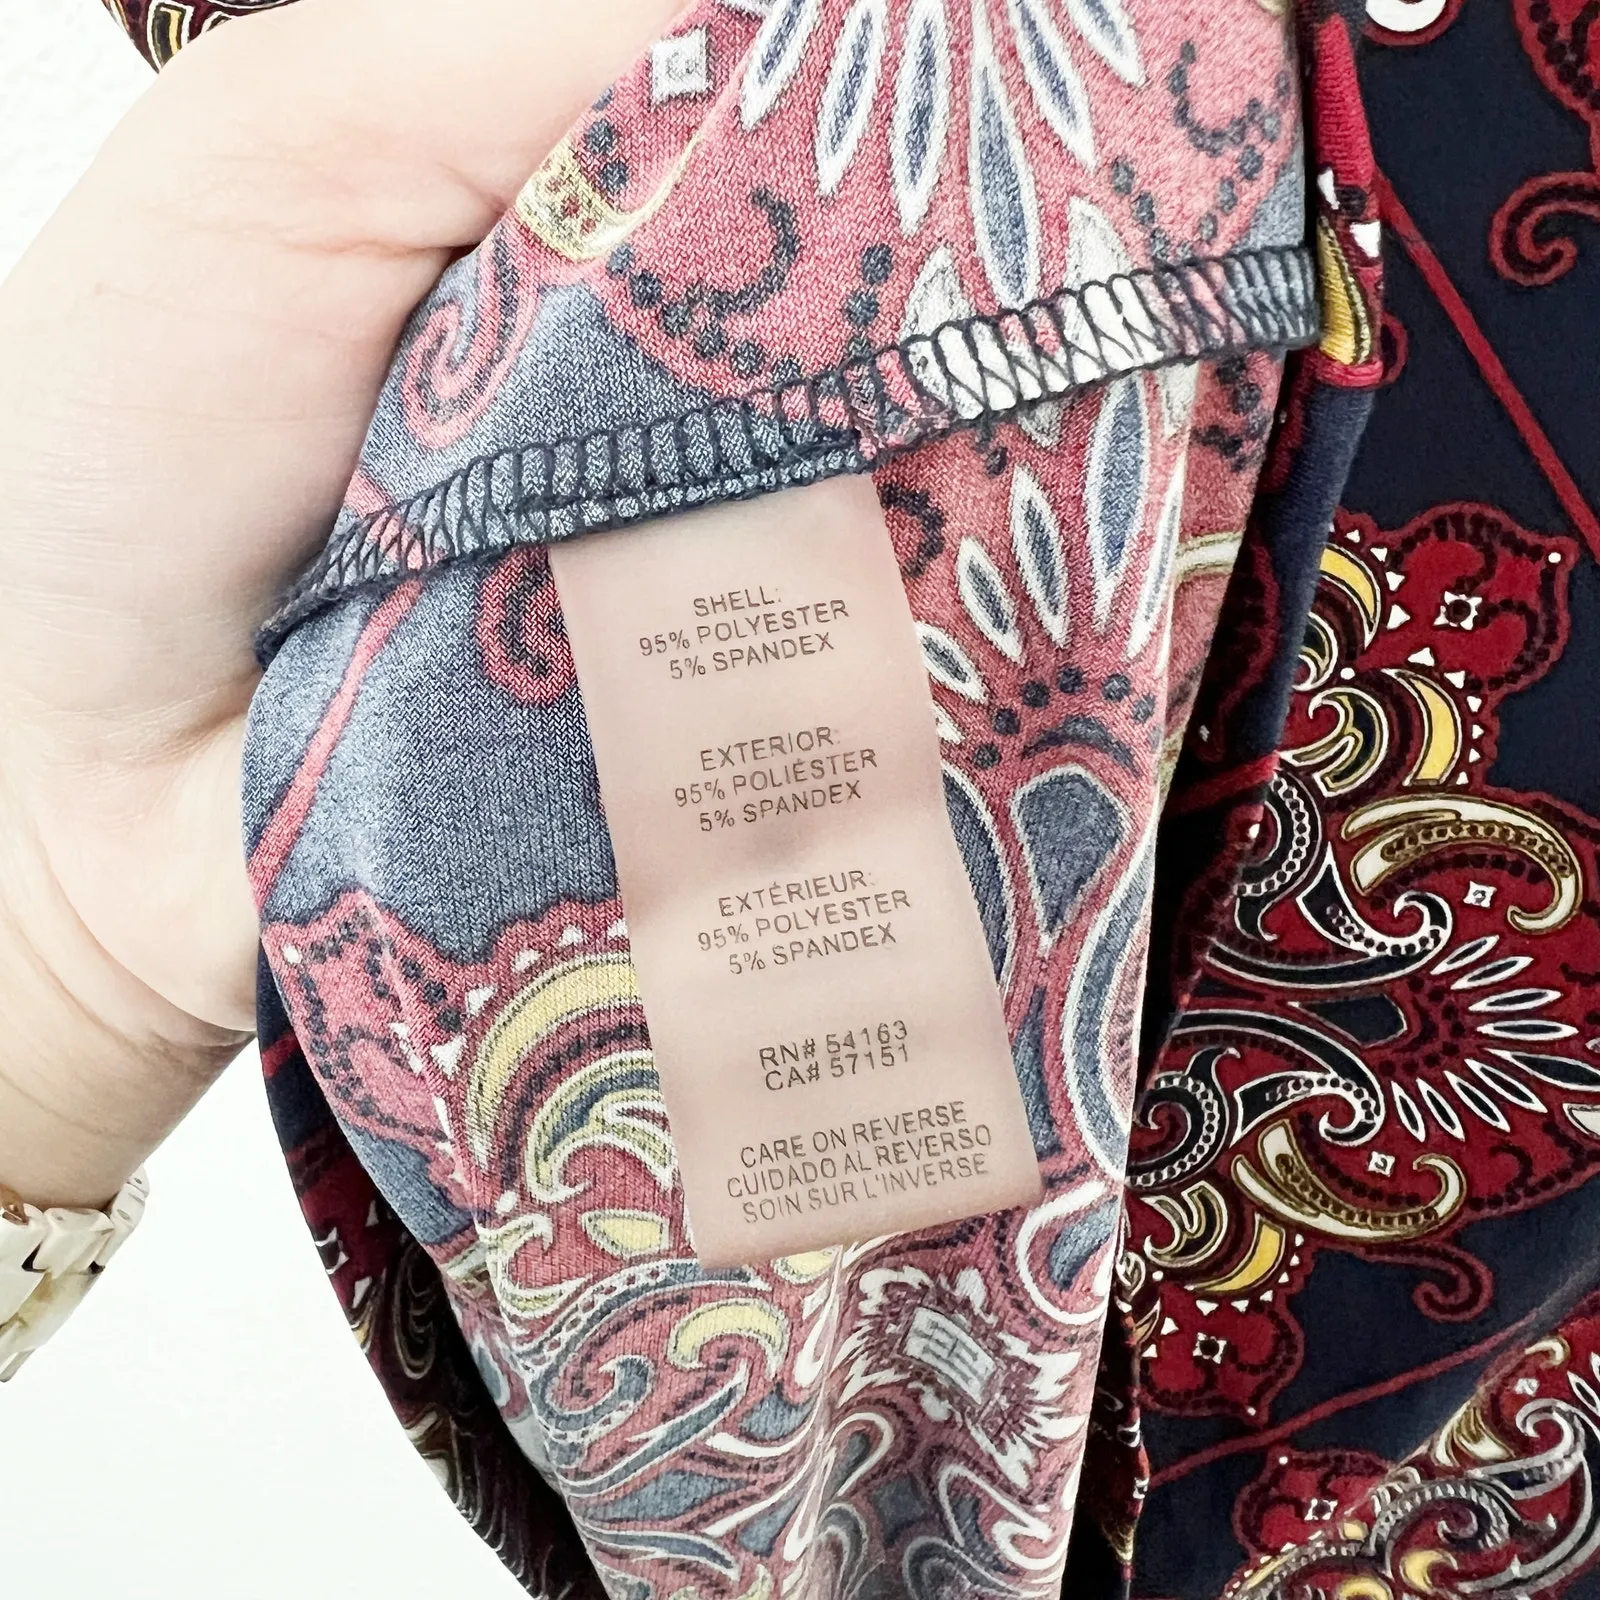 SHELL:
95% POLYESTER
5% SPANDEX
EXTERIOR:
95% POLIÉSTER
5% SPANDEX
EXTÉRIEUR:
95% POLYESTER
5% SPANDEX
RN# 54163
CA# 57151
CARE ON REVERSE
CUIDADO AL REVERSO
SOIN SUR L'INVERSE